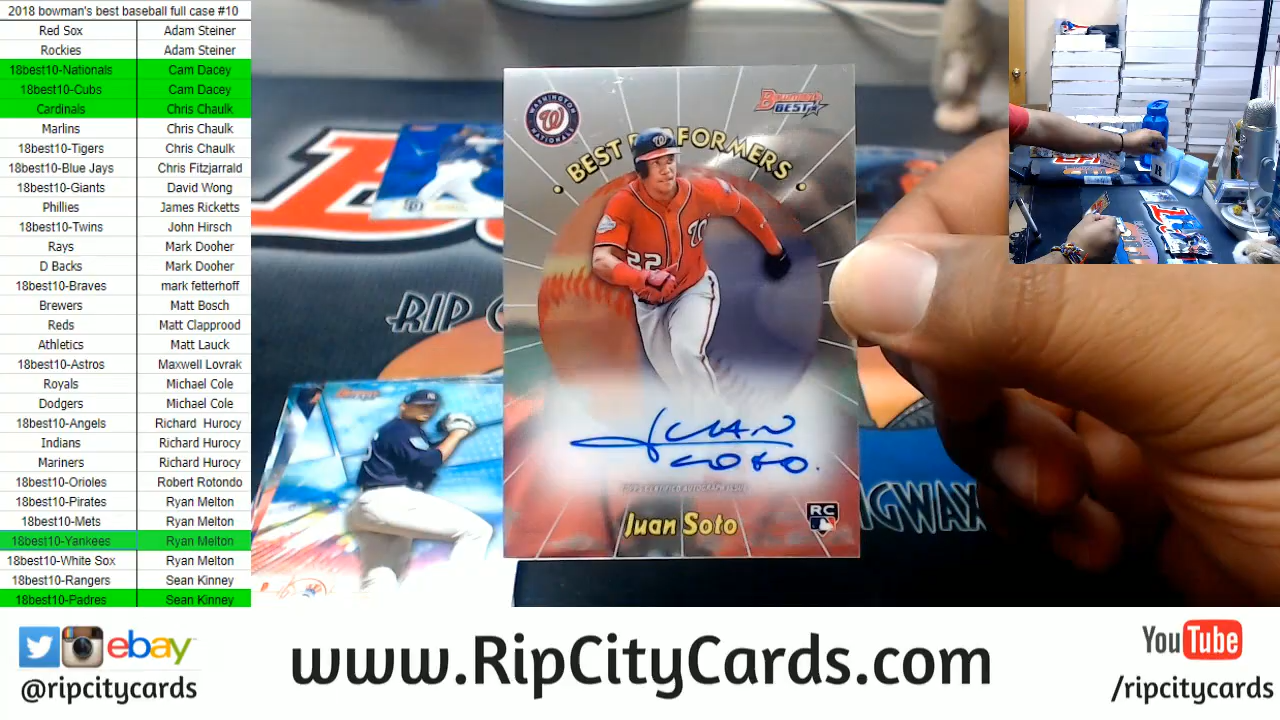 2018 bowman's best baseball full case #10
Red Sox Adam Steiner
Rockies Adam Steiner
18best10-Nationals Cam Dacey
18best10-Cubs Cam Dacey
Cardinals Chris Chaulk
Marlins Chris Chaulk
18best10-Tigers Chris Chaulk
18best10-Blue Jays Chris Fitzjarrald
18best10-Giants David Wong
Phillies James Ricketts
18best10-Twins John Hirsch
Rays Mark Dooher
D Backs Mark Dooher
18best10-Braves mark fetterhoff
Brewers Matt Bosch
Reds Matt Clapprood
Athletics Matt Lauck
18best10-Astros Maxwell Lovrak
Royals Michael Cole
Dodgers Michael Cole
18best10-Angels Richard Hurocy
Indians Richard Hurocy
Mariners Richard Hurocy
18best10-Orioles Robert Rotondo
18best10-Pirates Ryan Melton
18best10-Mets Ryan Melton
18best10-Yankees Ryan Melton
18best10-White Sox Ryan Melton
18best10-Rangers Sean Kinney
18best10-Padres Sean Kinney
WASHINGTON NATIONALS
W
Bowman's BEST
BEST PERFORMERS
22
JUAN
SOTO
Juan Soto
RC
RIP
NGWAX
ebay
@ripcitycards
www.RipCityCards.com
YouTube
/ripcitycards